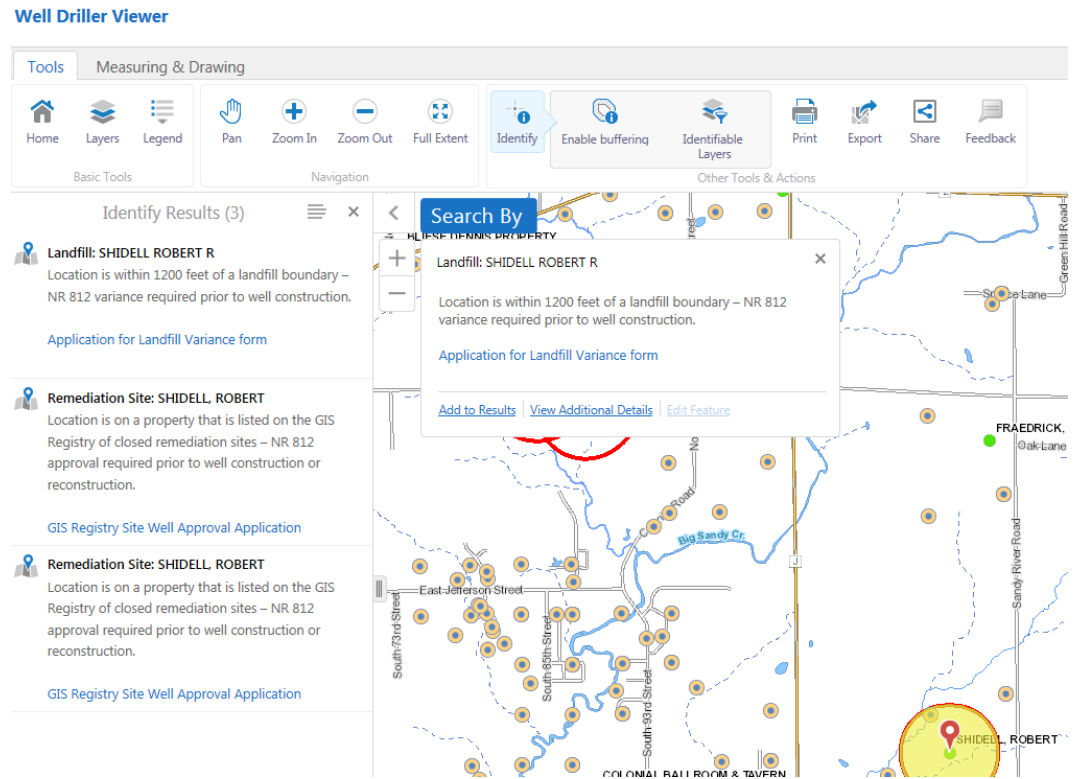 Well Driller Viewer
Tools
Measuring & Drawing
Home
Layers
Legend
Pan
Zoom In
Zoom Out
Full Extent
Identify
Enable buffering
Identifiable
Layers
Print
Export
Share
Feedback
Basic Tools
Navigation
Other Tools & Actions
Identify Results (3)
Landfill: SHIDELL ROBERT R
Location is within 1200 feet of a landfill boundary –
NR 812 variance required prior to well construction.
Application for Landfill Variance form
Remediation Site: SHIDELL, ROBERT
Location is on a property that is listed on the GIS
Registry of closed remediation sites – NR 812
approval required prior to well construction or
reconstruction.
GIS Registry Site Well Approval Application
Remediation Site: SHIDELL, ROBERT
Location is on a property that is listed on the GIS
Registry of closed remediation sites – NR 812
approval required prior to well construction or
reconstruction.
GIS Registry Site Well Approval Application
Search By
BLIESE DENNIS PROPERTY
Landfill: SHIDELL ROBERT R
Location is within 1200 feet of a landfill boundary – NR 812
variance required prior to well construction.
Application for Landfill Variance form
Add to Results
View Additional Details
Edit Feature
Green-Hill-Road
FRAEDRICK,
Oak-Lane
Road
Big Sandy Cr.
J
Sandy-River-Road
East-Jefferson-Street
South-73rd-Street
South-85th-Street
South-93rd-Street
SHIDELL, ROBERT
COLONIAL BALLROOM & TAVERN